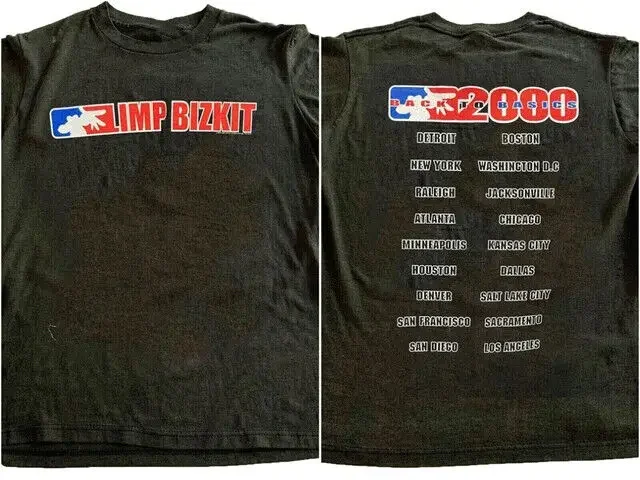 LIMP BIZKIT
2000
BACK TO BASICS
DETROIT BOSTON
NEW YORK WASHINGTON D.C
RALEIGH JACKSONVILLE
ATLANTA CHICAGO
MINNEAPOLIS KANSAS CITY
HOUSTON DALLAS
DENVER SALT LAKE CITY
SAN FRANCISCO SACRAMENTO
SAN DIEGO LOS ANGELES